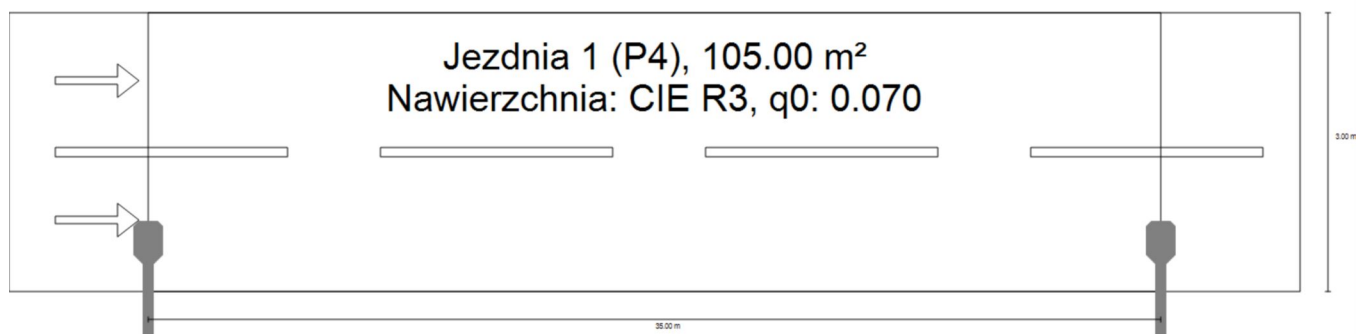 Jezdnia 1 (P4), 105.00 m²
Nawierzchnia: CIE R3, q0: 0.070
3.00 m
35.00 m